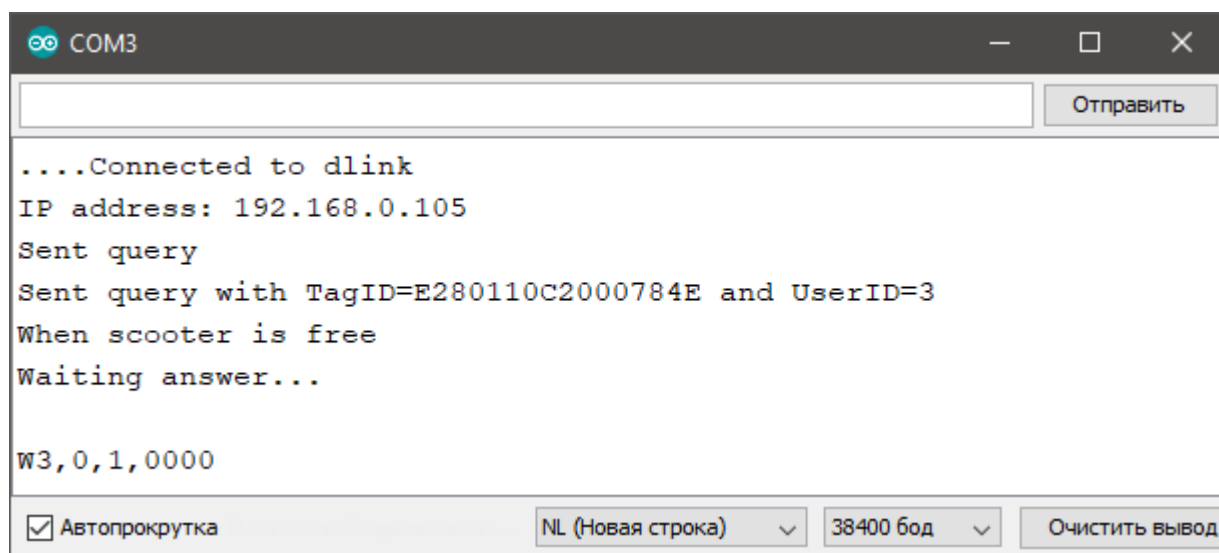 COM3
Отправить
....Connected to dlink
IP address: 192.168.0.105
Sent query
Sent query with TagID=E280110C2000784E and UserID=3
When scooter is free
Waiting answer...
W3,0,1,0000
Автопрокрутка NL (Новая строка) 38400 бод Очистить вывод